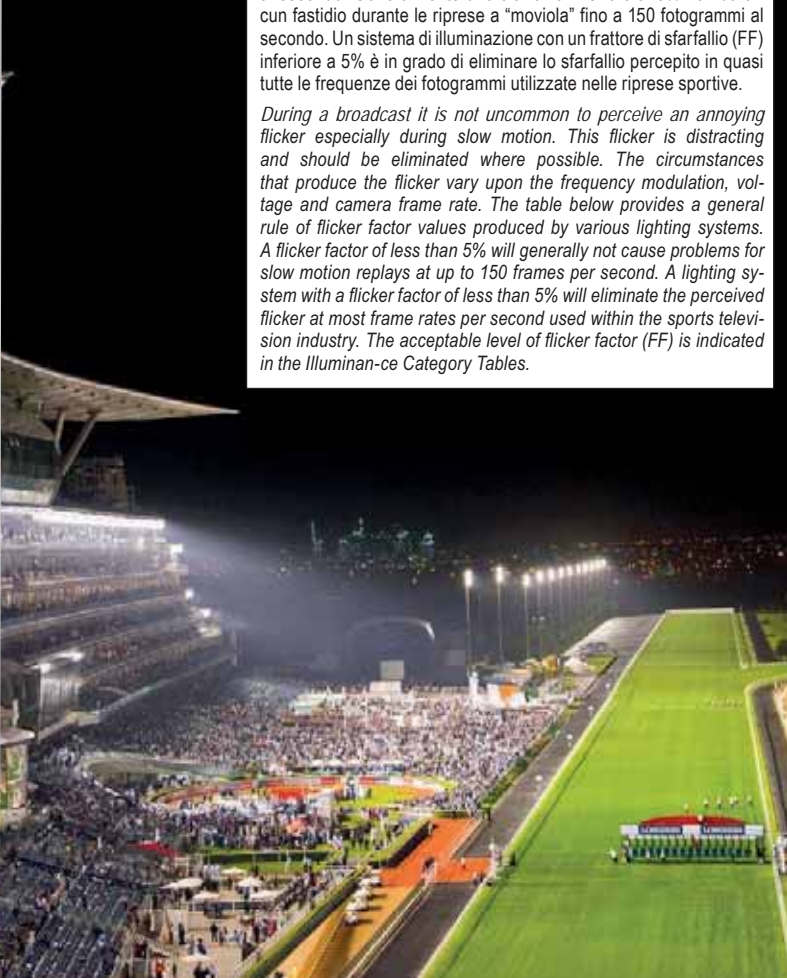 cun fastidio durante le riprese a “moviola” fino a 150 fotogrammi al
secondo. Un sistema di illuminazione con un frattore di sfarfallio (FF)
inferiore a 5% è in grado di eliminare lo sfarfallio percepito in quasi
tutte le frequenze dei fotogrammi utilizzate nelle riprese sportive.
During a broadcast it is not uncommon to perceive an annoying
flicker especially during slow motion. This flicker is distracting
and should be eliminated where possible. The circumstances
that produce the flicker vary upon the frequency modulation, vol-
tage and camera frame rate. The table below provides a general
rule of flicker factor values produced by various lighting systems.
A flicker factor of less than 5% will generally not cause problems for
slow motion replays at up to 150 frames per second. A lighting sy-
stem with a flicker factor of less than 5% will eliminate the perceived
flicker at most frame rates per second used within the sports televi-
sion industry. The acceptable level of flicker factor (FF) is indicated
in the Illuminan-ce Category Tables.